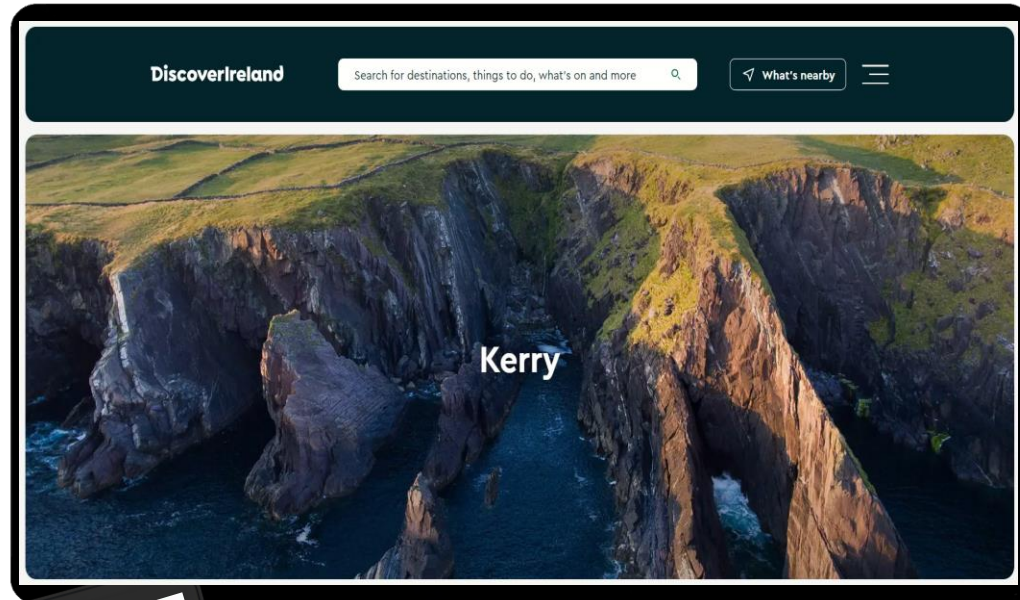 DiscoverIreland
Search for destinations, things to do, what's on and more
What's nearby
Kerry